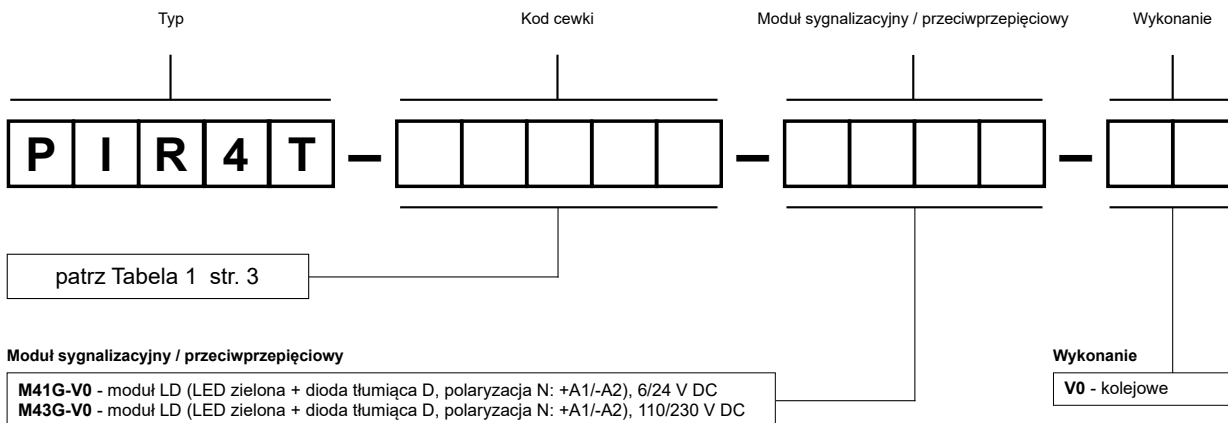 Typ Kod cewki Moduł sygnalizacyjny / przeciwprzepięciowy Wykonanie
P I R 4 T – – –
patrz Tabela 1 str. 3
Moduł sygnalizacyjny / przeciwprzepięciowy Wykonanie
M41G-V0 - moduł LD (LED zielona + dioda tłumiąca D, polaryzacja N: +A1/-A2), 6/24 V DC V0 - kolejowe
M43G-V0 - moduł LD (LED zielona + dioda tłumiąca D, polaryzacja N: +A1/-A2), 110/230 V DC